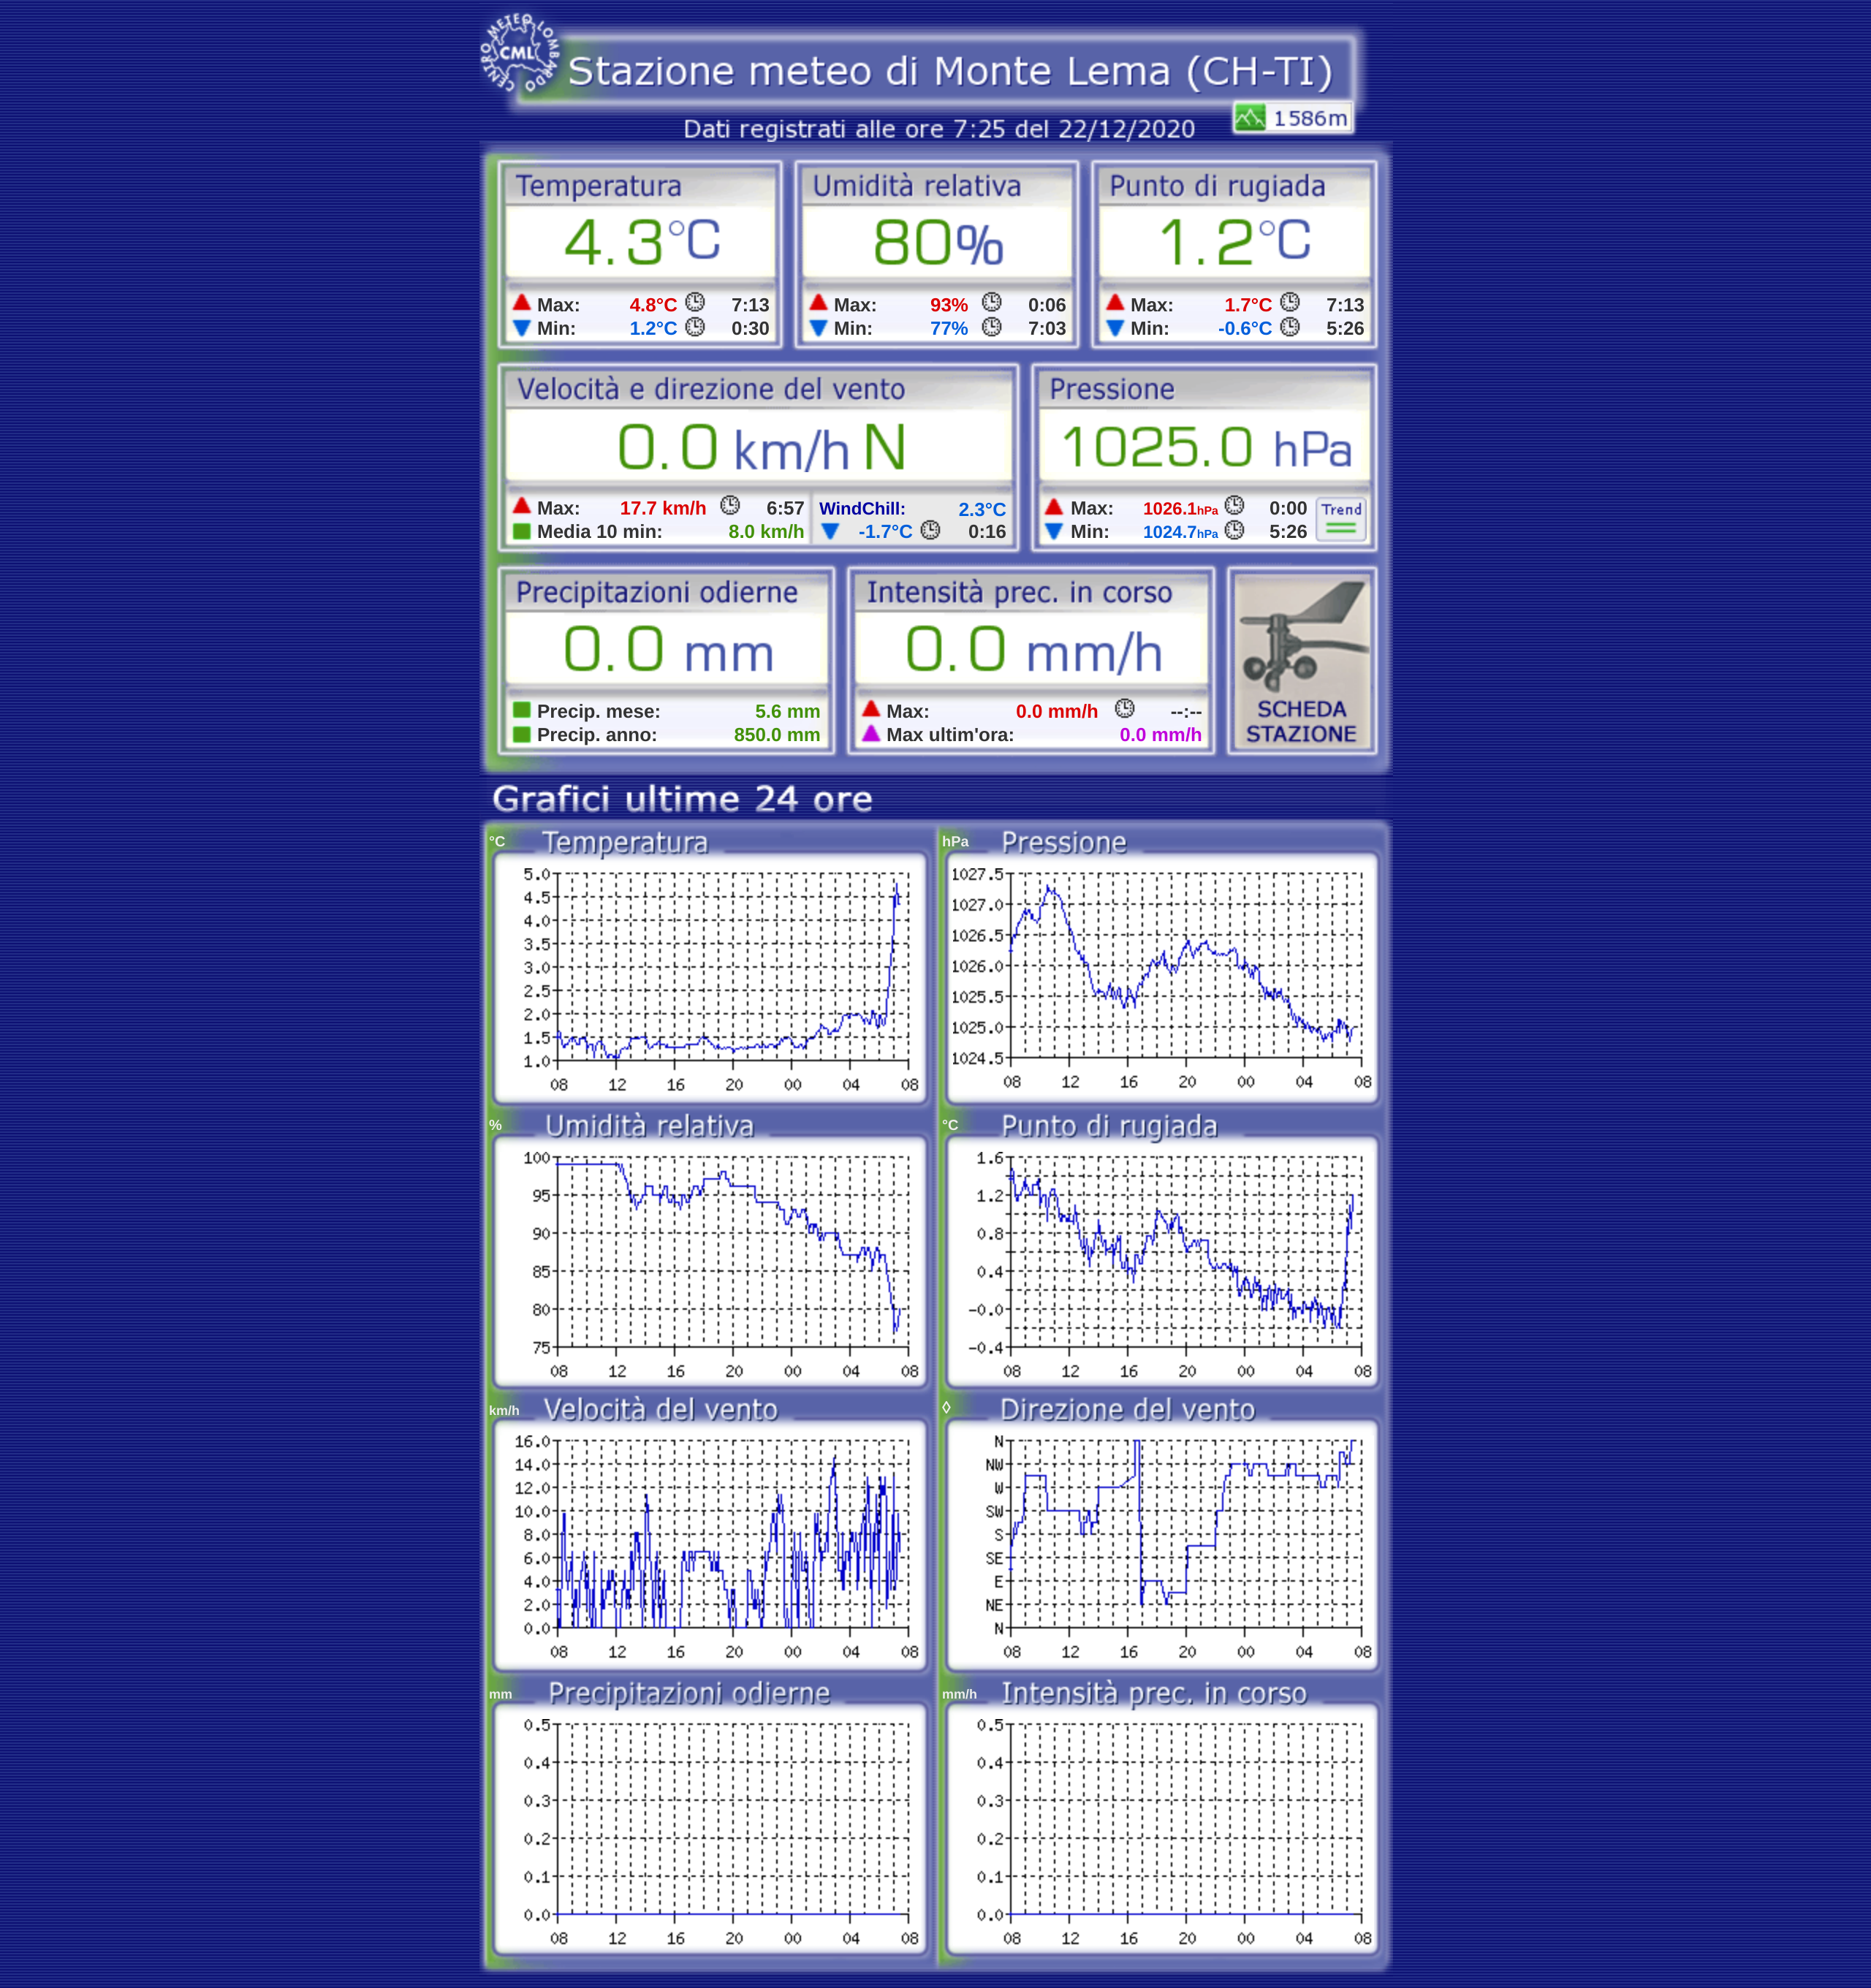 CENTRO METEO LOMBARDO
CML
Stazione meteo di Monte Lema (CH-TI)
1586m
Dati registrati alle ore 7:25 del 22/12/2020
Temperatura Umidità relativa Punto di rugiada
4.3°C 80% 1.2°C
Max: 4.8°C 7:13 Max: 93% 0:06 Max: 1.7°C 7:13
Min: 1.2°C 0:30 Min: 77% 7:03 Min: -0.6°C 5:26
Velocità e direzione del vento Pressione
0.0 km/h N 1025.0 hPa
Max: 17.7 km/h 6:57 WindChill: 2.3°C Max: 1026.1hPa 0:00 Trend
Media 10 min: 8.0 km/h -1.7°C 0:16 Min: 1024.7hPa 5:26
Precipitazioni odierne Intensità prec. in corso
0.0 mm 0.0 mm/h
Precip. mese: 5.6 mm Max: 0.0 mm/h --:-- SCHEDA
Precip. anno: 850.0 mm Max ultim'ora: 0.0 mm/h STAZIONE
Grafici ultime 24 ore
°C Temperatura
5.0
4.5
4.0
3.5
3.0
2.5
2.0
1.5
1.0
08 12 16 20 00 04 08
hPa Pressione
1027.5
1027.0
1026.5
1026.0
1025.5
1025.0
1024.5
08 12 16 20 00 04 08
% Umidità relativa
100
95
90
85
80
75
08 12 16 20 00 04 08
°C Punto di rugiada
1.6
1.2
0.8
0.4
-0.0
-0.4
08 12 16 20 00 04 08
km/h Velocità del vento
16.0
14.0
12.0
10.0
8.0
6.0
4.0
2.0
0.0
08 12 16 20 00 04 08
◊ Direzione del vento
N
NW
W
SW
S
SE
E
NE
N
08 12 16 20 00 04 08
mm Precipitazioni odierne
0.5
0.4
0.3
0.2
0.1
0.0
08 12 16 20 00 04 08
mm/h Intensità prec. in corso
0.5
0.4
0.3
0.2
0.1
0.0
08 12 16 20 00 04 08